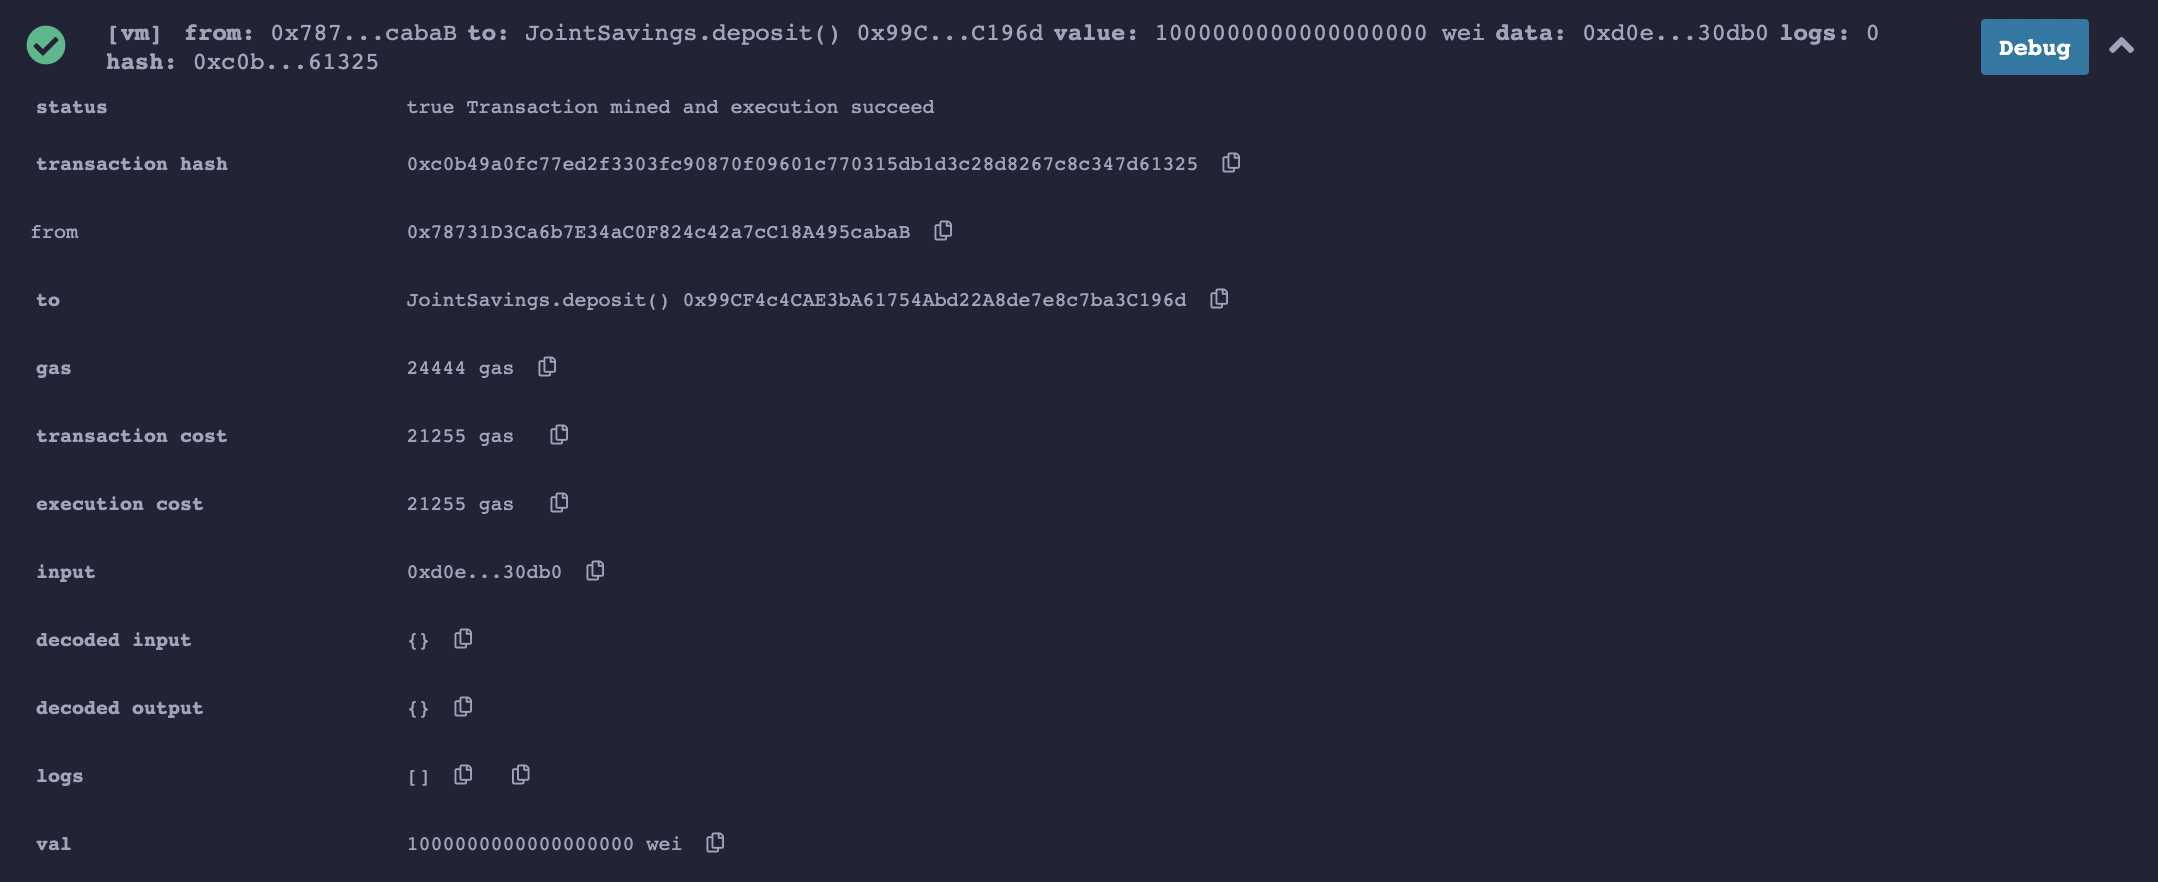 [vm] from: 0x787...cabaB to: JointSavings.deposit() 0x99C...C196d value: 1000000000000000000 wei data: 0xd0e...30db0 logs: 0
hash: 0xc0b...61325
Debug
status true Transaction mined and execution succeed
transaction hash 0xc0b49a0fc77ed2f3303fc90870f09601c770315db1d3c28d8267c8c347d61325
from 0x78731D3Ca6b7E34aC0F824c42a7cC18A495cabaB
to JointSavings.deposit() 0x99CF4c4CAE3bA61754Abd22A8de7e8c7ba3C196d
gas 24444 gas
transaction cost 21255 gas
execution cost 21255 gas
input 0xd0e...30db0
decoded input {}
decoded output {}
logs []
val 1000000000000000000 wei